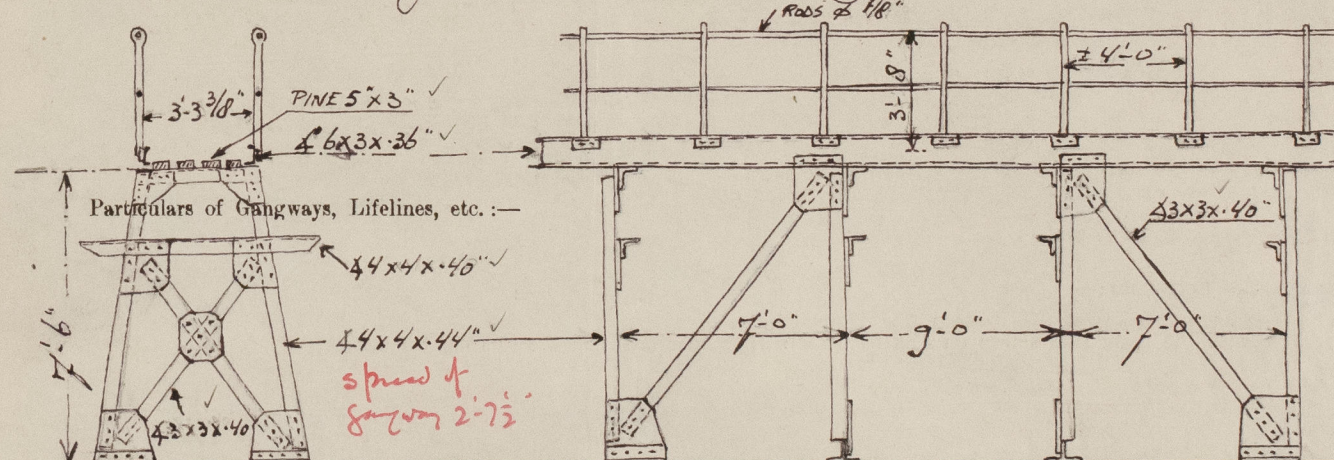 RODS φ 7/8"
± 4'-0"
3'-8"
3'-3 3/8"
PINE 5"x3" ✓
∡ 6x3x.36" ✓
Particulars of Gangways, Lifelines, etc. :—
∡3x3x.40" ✓
∡4x4x.40" ✓
7'-6"
∡4x4x.44" ✓
7'-0"
9'-0"
7'-0"
spread of
gangway 2'-7½"
∡3x3x.40 ✓